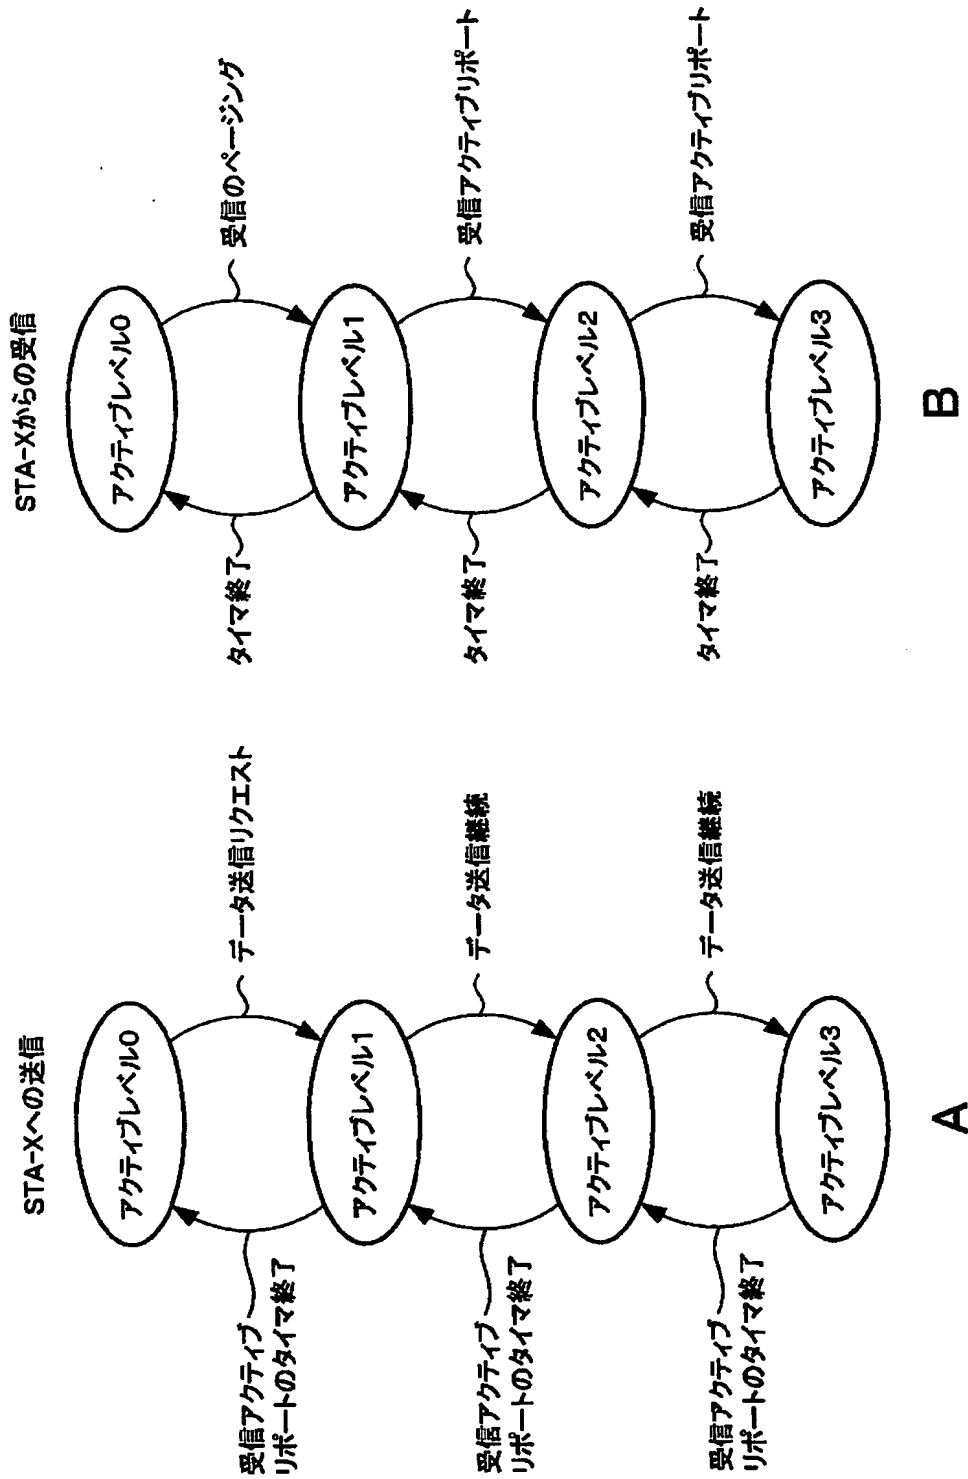 STA-Xへの送信
アクティブレベル0
データ送信リクエスト
受信アクティブ
リポートのタイマ終了
アクティブレベル1
データ送信継続
受信アクティブ
リポートのタイマ終了
アクティブレベル2
データ送信継続
受信アクティブ
リポートのタイマ終了
アクティブレベル3
A
STA-Xからの受信
アクティブレベル0
受信のページング
タイマ終了
アクティブレベル1
受信アクティブリポート
タイマ終了
アクティブレベル2
受信アクティブリポート
タイマ終了
アクティブレベル3
B